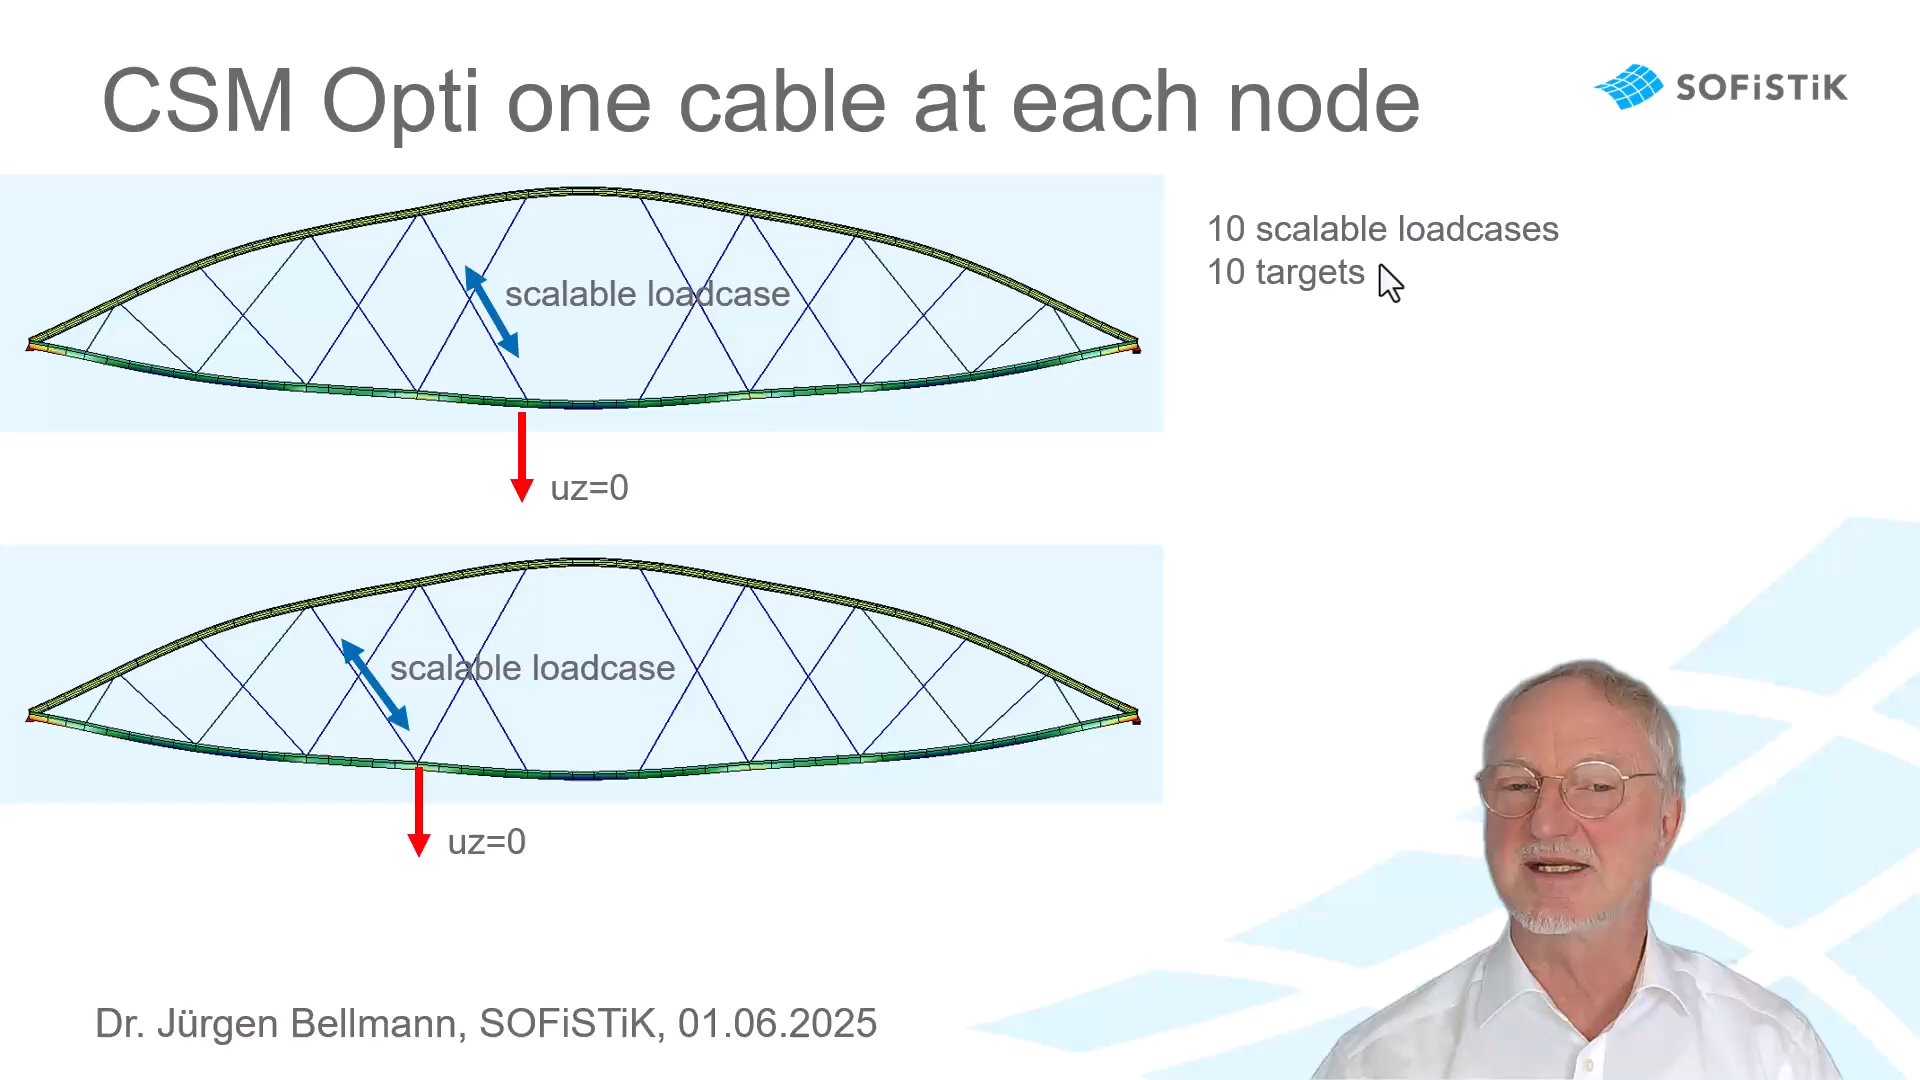 CSM Opti one cable at each node
SOFiSTiK
10 scalable loadcases
10 targets
scalable loadcase
uz=0
scalable loadcase
uz=0
Dr. Jürgen Bellmann, SOFiSTiK, 01.06.2025